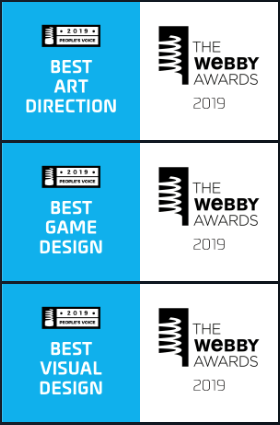 • 2019 •
PEOPLE'S VOICE
BEST
ART
DIRECTION
THE
WEBBY
AWARDS
2019
• 2019 •
PEOPLE'S VOICE
BEST
GAME
DESIGN
THE
WEBBY
AWARDS
2019
• 2019 •
PEOPLE'S VOICE
BEST
VISUAL
DESIGN
THE
WEBBY
AWARDS
2019